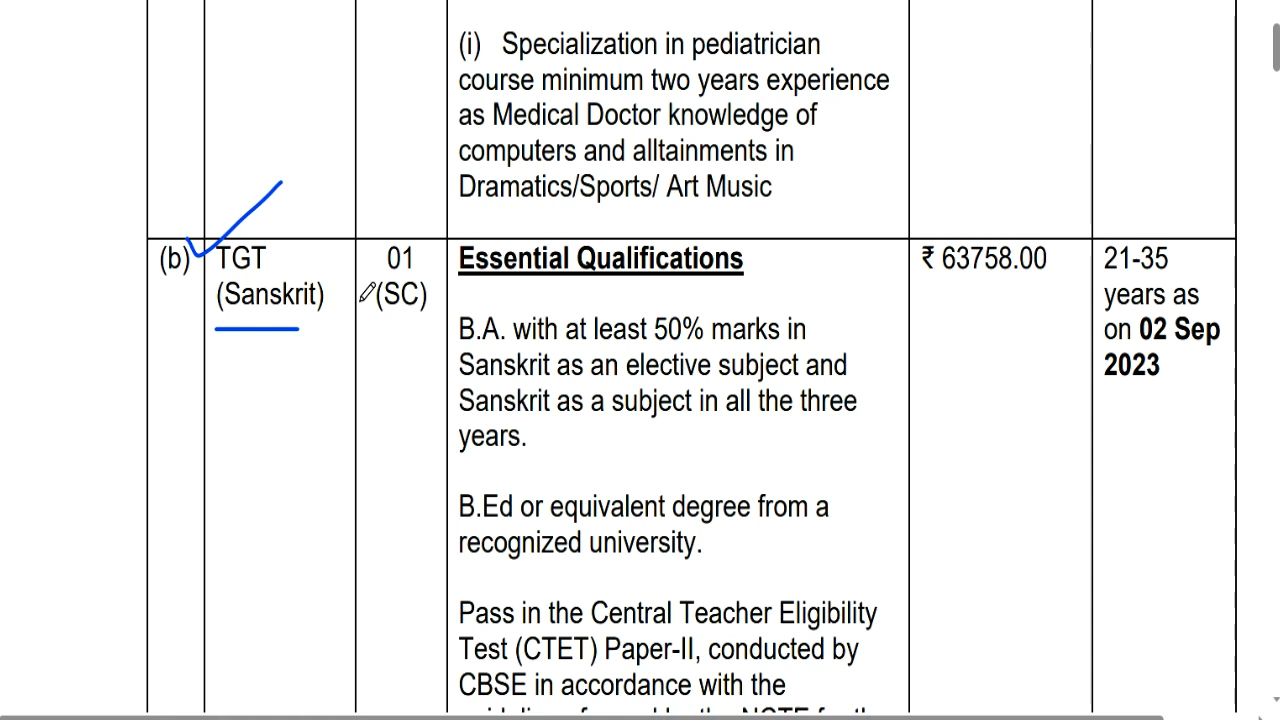 (i) Specialization in pediatrician
course minimum two years experience
as Medical Doctor knowledge of
computers and alltainments in
Dramatics/Sports/ Art Music
(b)
TGT
(Sanskrit)
01
(SC)
Essential Qualifications
B.A. with at least 50% marks in
Sanskrit as an elective subject and
Sanskrit as a subject in all the three
years.
B.Ed or equivalent degree from a
recognized university.
Pass in the Central Teacher Eligibility
Test (CTET) Paper-II, conducted by
CBSE in accordance with the
₹ 63758.00
21-35
years as
on 02 Sep
2023